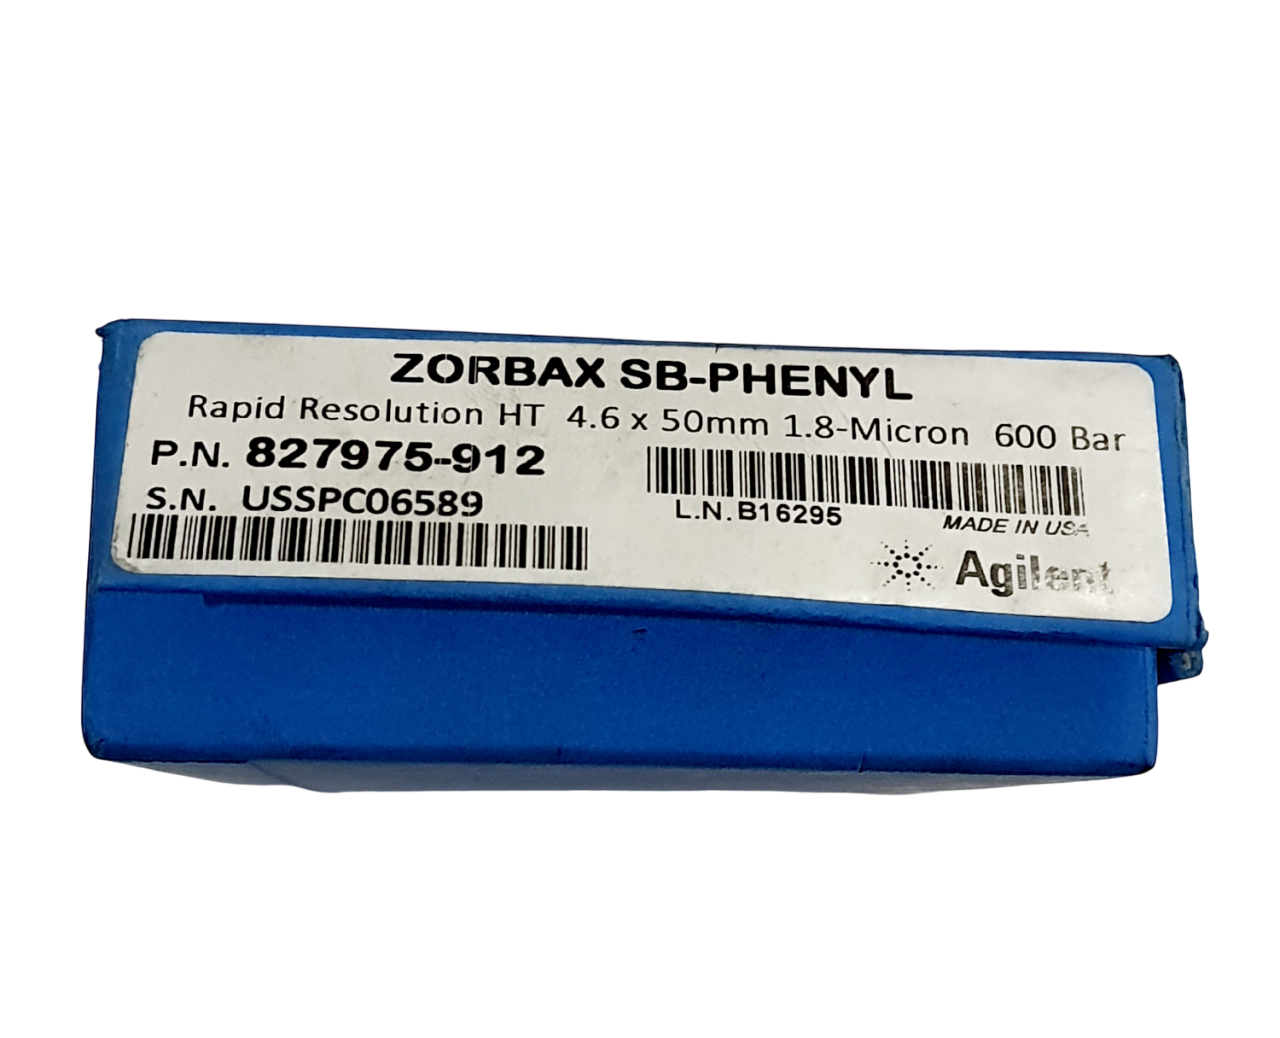 ZORBAX SB-PHENYL
Rapid Resolution HT 4.6 x 50mm 1.8-Micron 600 Bar
P.N. 827975-912
S.N. USSPC06589
L.N. B16295
MADE IN USA
Agilent